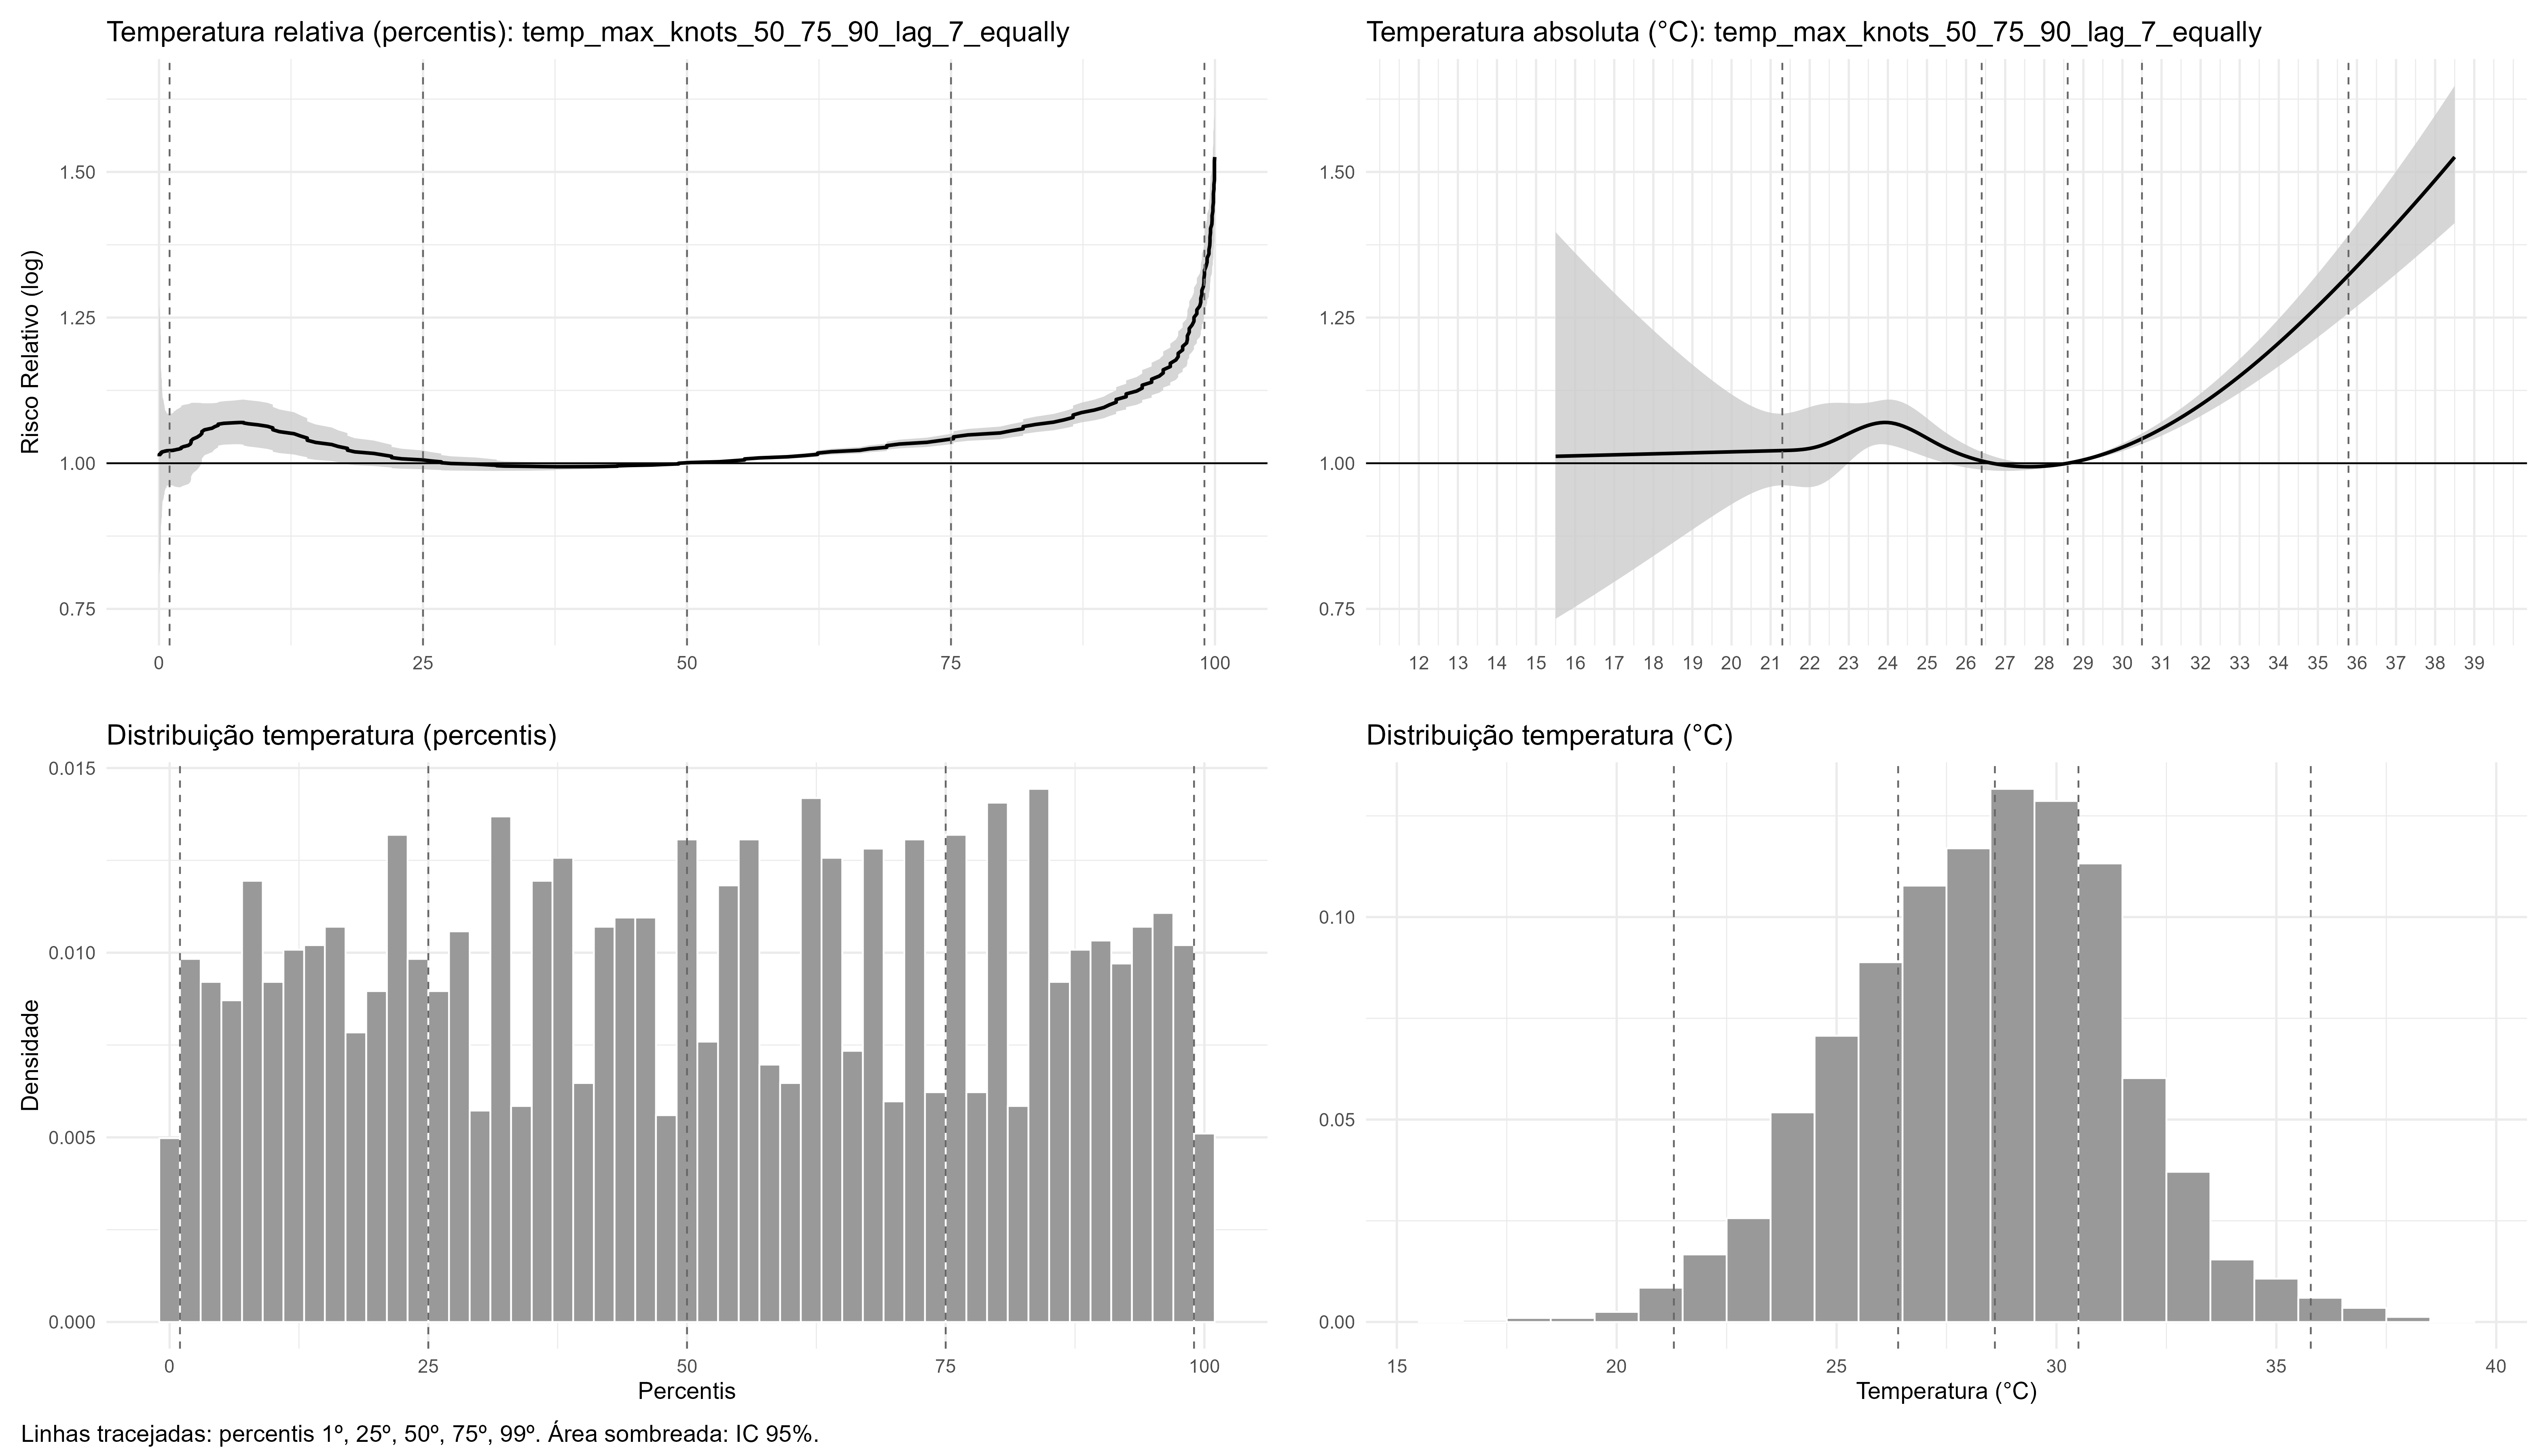 Temperatura relativa (percentis): temp_max_knots_50_75_90_lag_7_equally
Risco Relativo (log)
1.50
1.25
1.00
0.75
0 25 50 75 100
Temperatura absoluta (°C): temp_max_knots_50_75_90_lag_7_equally
1.50
1.25
1.00
0.75
12 13 14 15 16 17 18 19 20 21 22 23 24 25 26 27 28 29 30 31 32 33 34 35 36 37 38 39
Distribuição temperatura (percentis)
Densidade
0.015
0.010
0.005
0.000
0 25 50 75 100
Percentis
Distribuição temperatura (°C)
0.10
0.05
0.00
15 20 25 30 35 40
Temperatura (°C)
Linhas tracejadas: percentis 1º, 25º, 50º, 75º, 99º. Área sombreada: IC 95%.